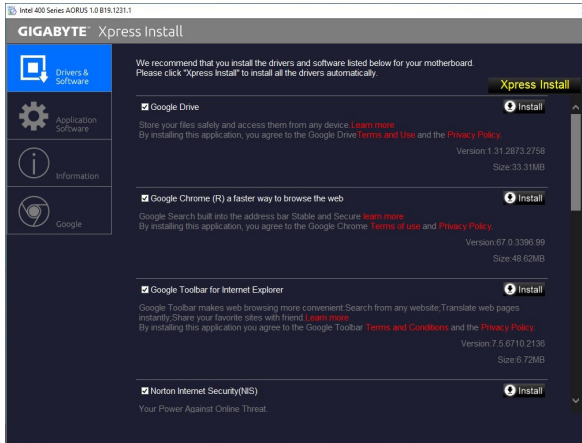 Intel 400 Series AORUS 1.0 B19.1231.1
GIGABYTE™ Xpress Install
Drivers &
Software
Application
Software
Information
Google
We recommend that you install the drivers and software listed below for your motherboard.
Please click "Xpress Install" to install all the drivers automatically.
Xpress Install
Google Drive
Install
Store your files safely and access them from any device.Learn more
By installing this application, you agree to the Google DriveTerms and Use and the Privacy Policy.
Version:1.31.2873.2758
Size:33.31MB
Google Chrome (R) a faster way to browse the web
Install
Google Search built into the address bar Stable and Secure learn more
By installing this application, you agree to the Google Chrome Terms of use and Privacy Policy.
Version:67.0.3396.99
Size:48.62MB
Google Toolbar for Internet Explorer
Install
Google Toolbar makes web browsing more convenient:Search from any website;Translate web pages
instantly;Share your favorite sites with friend.Learn more
By installing this application you agree to the Google Toolbar Terms and Conditions and the Privacy Policy.
Version:7.5.6710.2136
Size:6.72MB
Norton Internet Security(NIS)
Install
Your Power Against Online Threat.